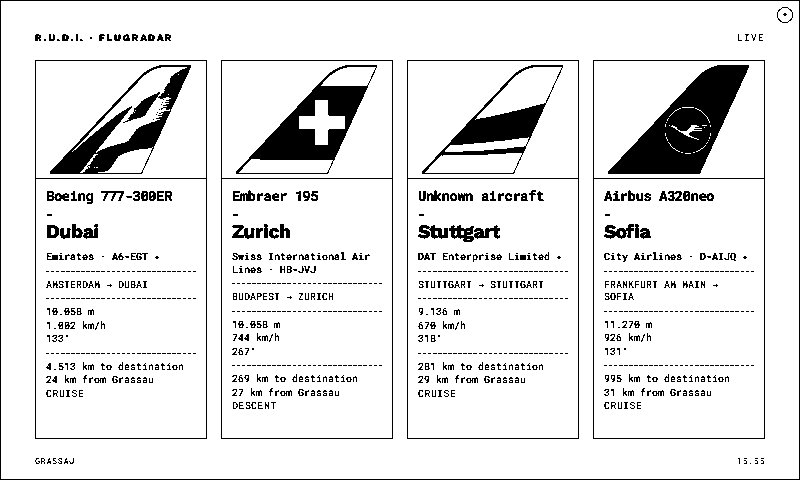 R.U.D.I. · FLUGRADAR
LIVE
Boeing 777-300ER
-
Dubai
Emirates · A6-EGT
AMSTERDAM → DUBAI
10.058 m
1.002 km/h
133°
4.513 km to destination
24 km from Grassau
CRUISE
Embraer 195
-
Zurich
Swiss International Air
Lines · HB-JVJ
BUDAPEST → ZURICH
10.058 m
744 km/h
267°
269 km to destination
27 km from Grassau
DESCENT
Unknown aircraft
-
Stuttgart
DAT Enterprise Limited
STUTTGART → STUTTGART
9.136 m
670 km/h
318°
281 km to destination
29 km from Grassau
CRUISE
Airbus A320neo
-
Sofia
City Airlines · D-AIJQ
FRANKFURT AM MAIN →
SOFIA
11.270 m
926 km/h
131°
995 km to destination
31 km from Grassau
CRUISE
GRASSAU